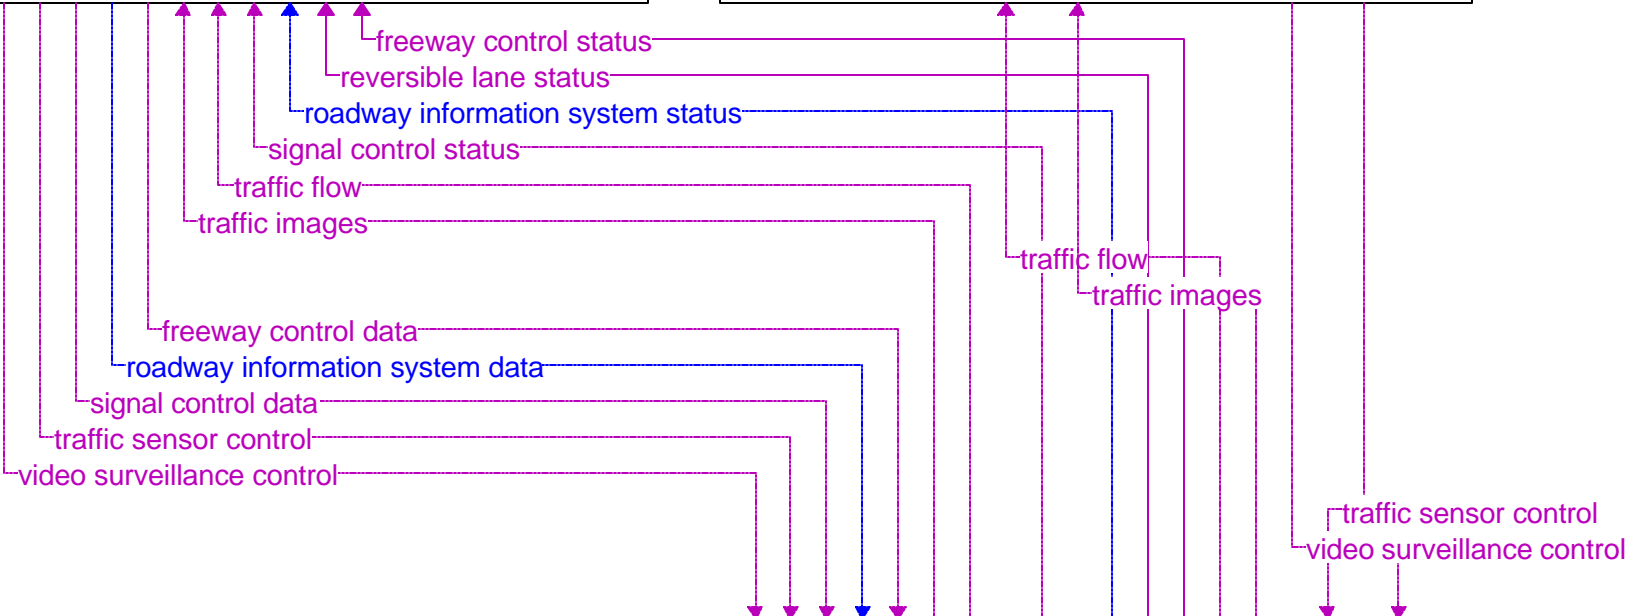 freeway control status
reversible lane status
roadway information system status
signal control status
traffic flow
traffic images
traffic flow
traffic images
freeway control data
roadway information system data
signal control data
traffic sensor control
video surveillance control
traffic sensor control
video surveillance control